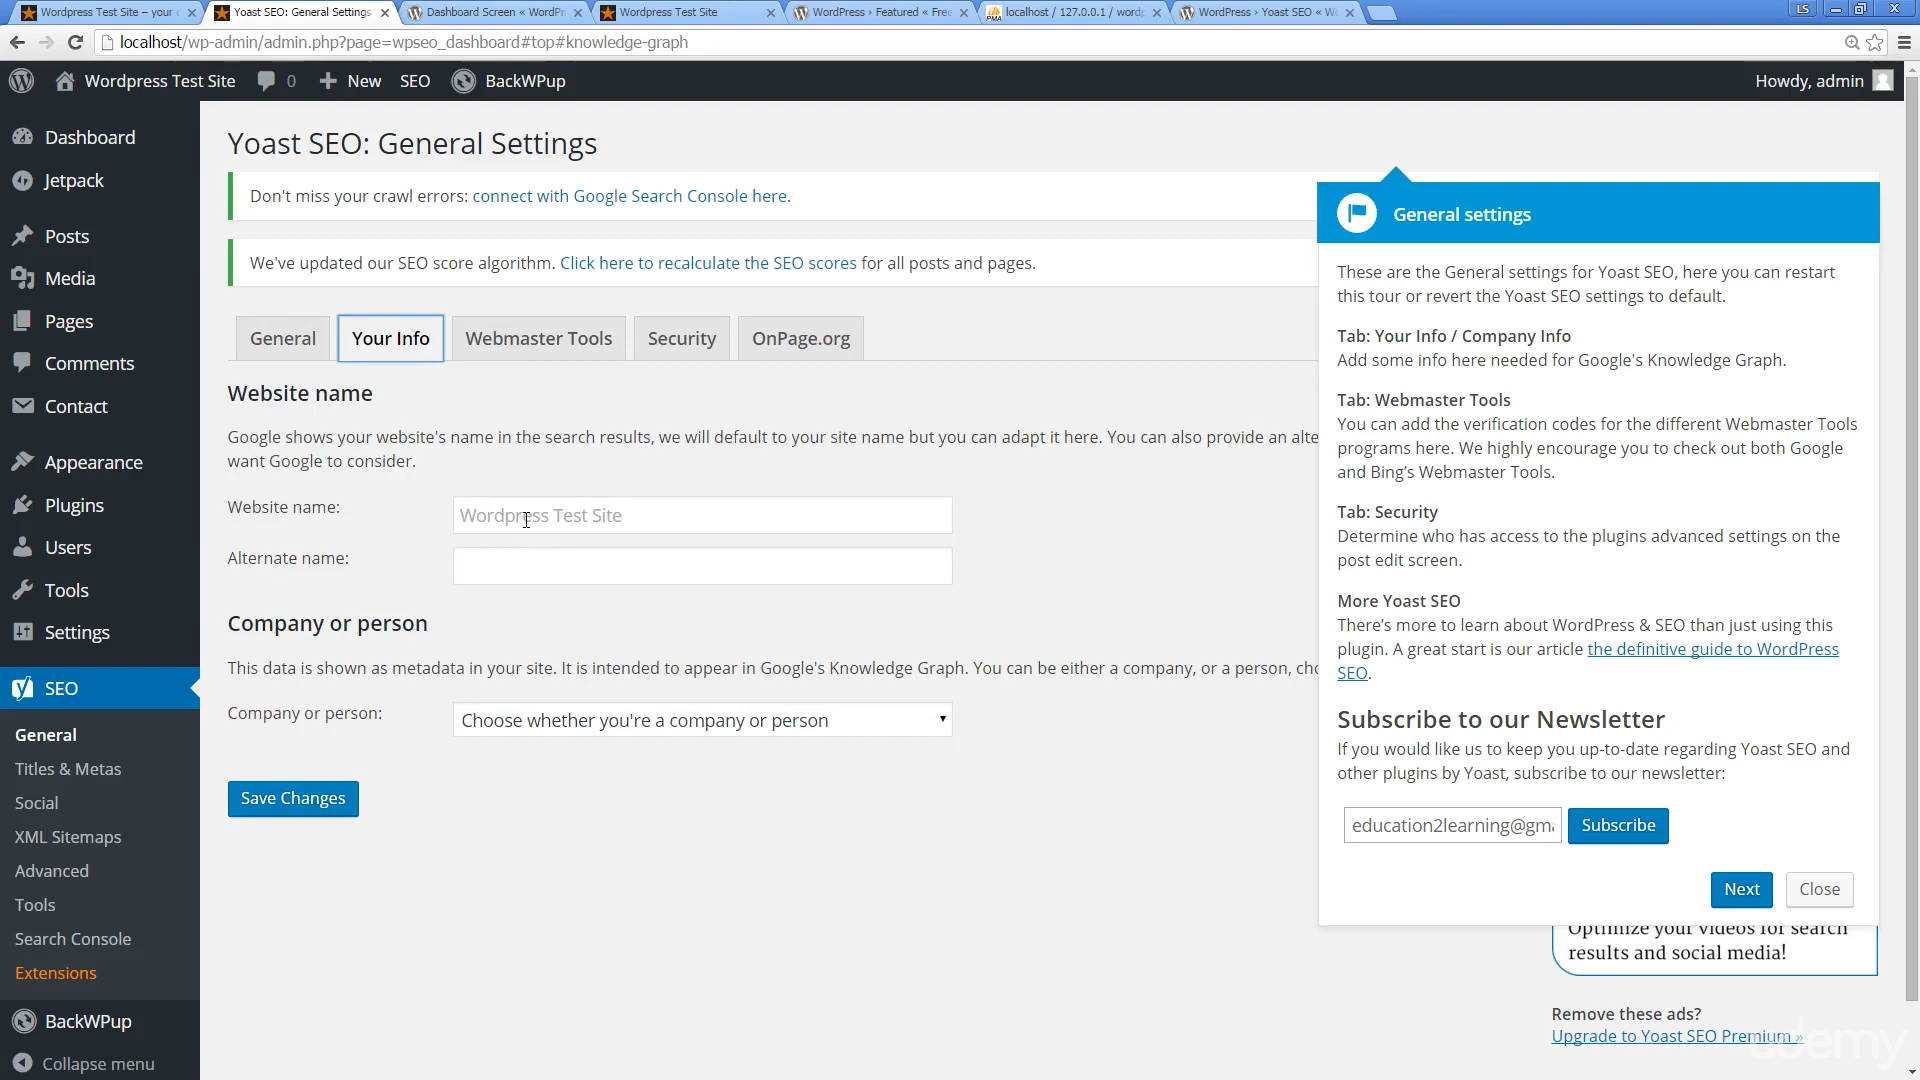 Wordpress Test Site – your
Yoast SEO: General Settings
Dashboard Screen « WordPr
Wordpress Test Site
WordPress › Featured « Free
localhost / 127.0.0.1 / word
WordPress › Yoast SEO « W
LS
localhost/wp-admin/admin.php?page=wpseo_dashboard#top#knowledge-graph
Wordpress Test Site
0
New
SEO
BackWPup
Howdy, admin
Dashboard
Jetpack
Posts
Media
Pages
Comments
Contact
Appearance
Plugins
Users
Tools
Settings
SEO
General
Titles & Metas
Social
XML Sitemaps
Advanced
Tools
Search Console
Extensions
BackWPup
Collapse menu
Yoast SEO: General Settings
Don't miss your crawl errors: connect with Google Search Console here.
We've updated our SEO score algorithm. Click here to recalculate the SEO scores for all posts and pages.
General
Your Info
Webmaster Tools
Security
OnPage.org
Website name
Google shows your website's name in the search results, we will default to your site name but you can adapt it here. You can also provide an alte
want Google to consider.
Website name:
Wordpress Test Site
Alternate name:
Company or person
This data is shown as metadata in your site. It is intended to appear in Google's Knowledge Graph. You can be either a company, or a person, cho
Company or person:
Choose whether you're a company or person
Save Changes
General settings
These are the General settings for Yoast SEO, here you can restart
this tour or revert the Yoast SEO settings to default.
Tab: Your Info / Company Info
Add some info here needed for Google's Knowledge Graph.
Tab: Webmaster Tools
You can add the verification codes for the different Webmaster Tools
programs here. We highly encourage you to check out both Google
and Bing's Webmaster Tools.
Tab: Security
Determine who has access to the plugins advanced settings on the
post edit screen.
More Yoast SEO
There's more to learn about WordPress & SEO than just using this
plugin. A great start is our article the definitive guide to WordPress
SEO.
Subscribe to our Newsletter
If you would like us to keep you up-to-date regarding Yoast SEO and
other plugins by Yoast, subscribe to our newsletter:
education2learning@gma
Subscribe
Next
Close
Optimize your videos for search
results and social media!
Remove these ads?
Upgrade to Yoast SEO Premium »
udemy